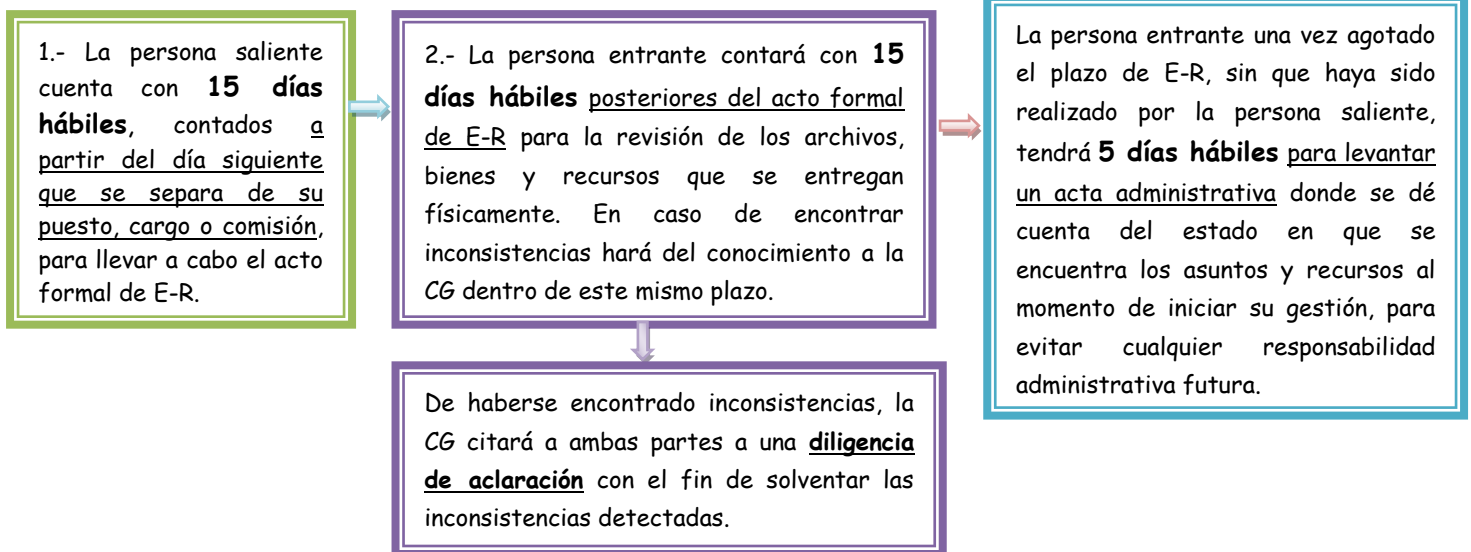 1.- La persona saliente
cuenta con 15 días
hábiles, contados a
partir del día siguiente
que se separa de su
puesto, cargo o comisión,
para llevar a cabo el acto
formal de E-R.
2.- La persona entrante contará con 15
días hábiles posteriores del acto formal
de E-R para la revisión de los archivos,
bienes y recursos que se entregan
físicamente. En caso de encontrar
inconsistencias hará del conocimiento a la
CG dentro de este mismo plazo.
La persona entrante una vez agotado
el plazo de E-R, sin que haya sido
realizado por la persona saliente,
tendrá 5 días hábiles para levantar
un acta administrativa donde se dé
cuenta del estado en que se
encuentra los asuntos y recursos al
momento de iniciar su gestión, para
evitar cualquier responsabilidad
administrativa futura.
De haberse encontrado inconsistencias, la
CG citará a ambas partes a una diligencia
de aclaración con el fin de solventar las
inconsistencias detectadas.